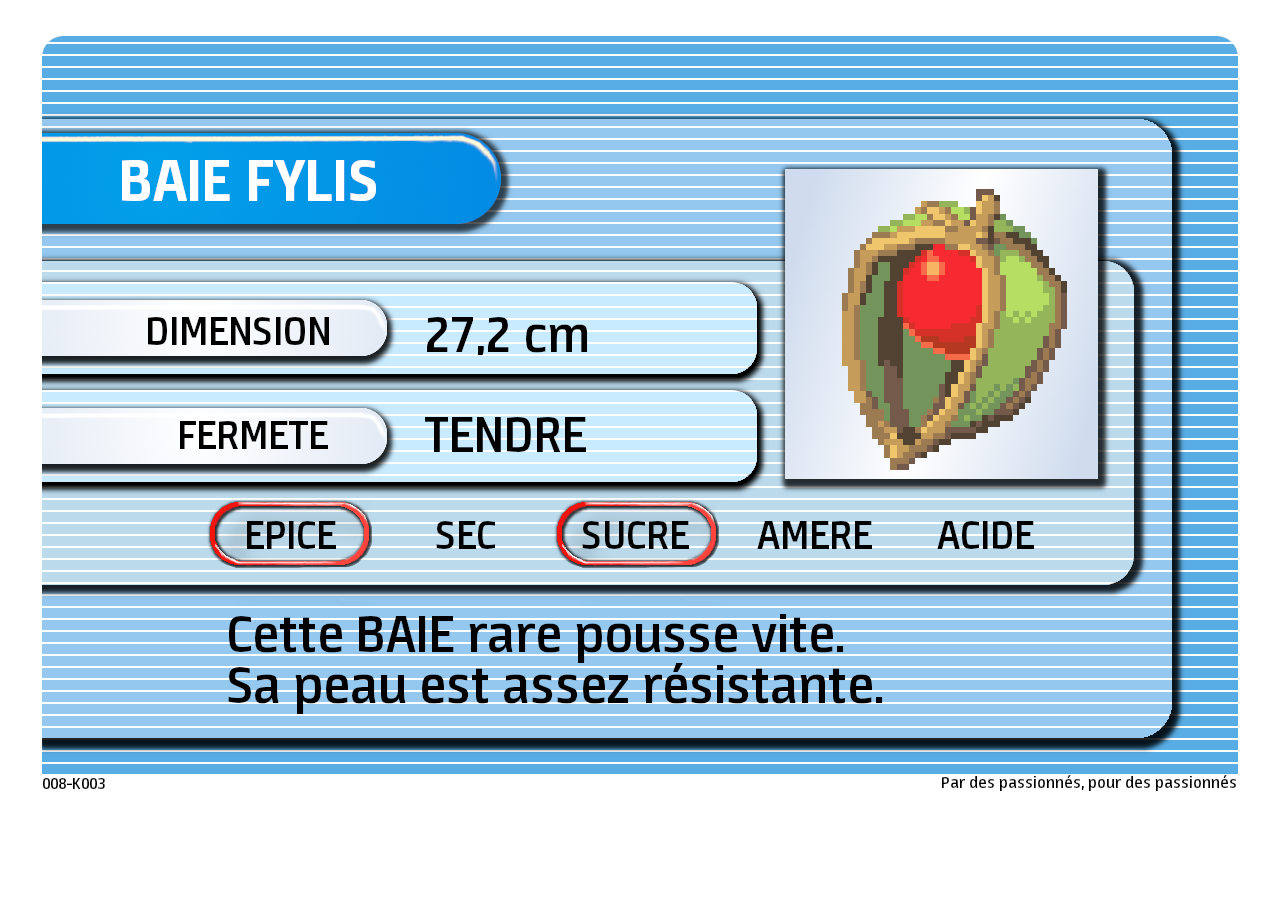 BAIE FYLIS
DIMENSION 27,2 cm
FERMETE TENDRE
EPICE SEC SUCRE AMERE ACIDE
Cette BAIE rare pousse vite.
Sa peau est assez résistante.
008-K003 Par des passionnés, pour des passionnés